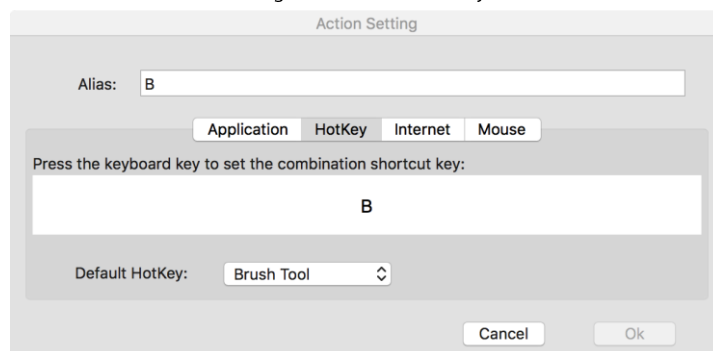 Action Setting
Alias: B
Application HotKey Internet Mouse
Press the keyboard key to set the combination shortcut key:
B
Default HotKey: Brush Tool
Cancel Ok